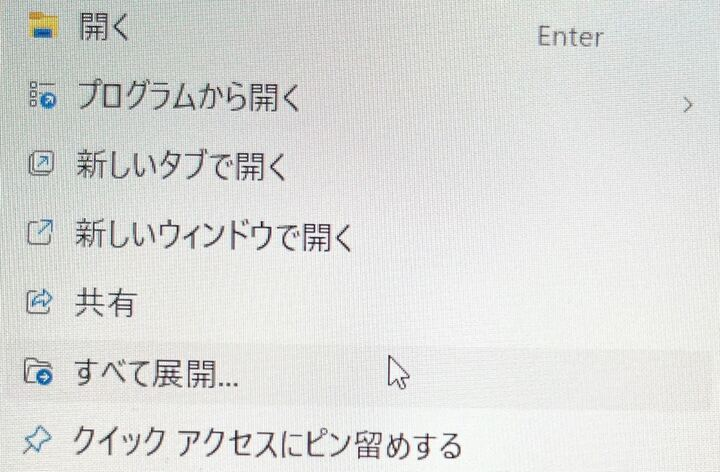 開く Enter
プログラムから開く
新しいタブで開く
新しいウィンドウで開く
共有
すべて展開...
クイック アクセスにピン留めする